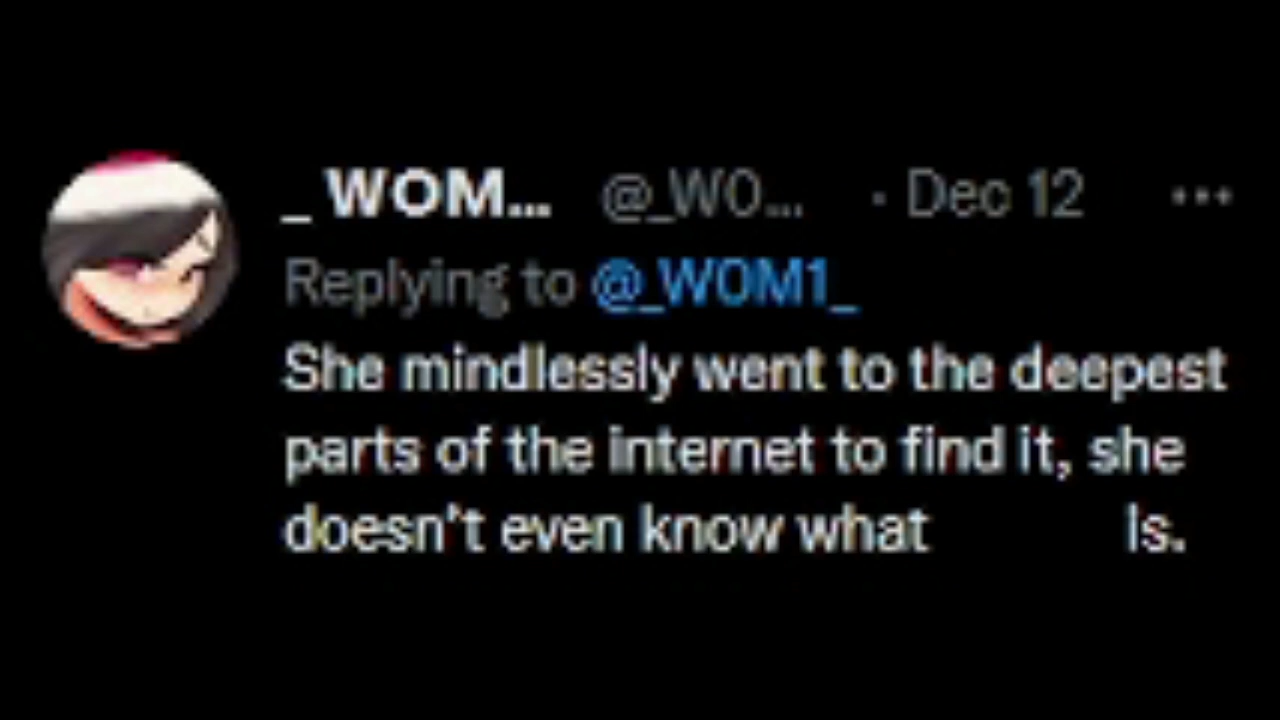 _ WOM... @_WO... · Dec 12 ...
Replying to @_WOM1_
She mindlessly went to the deepest
parts of the internet to find it, she
doesn't even know what is.